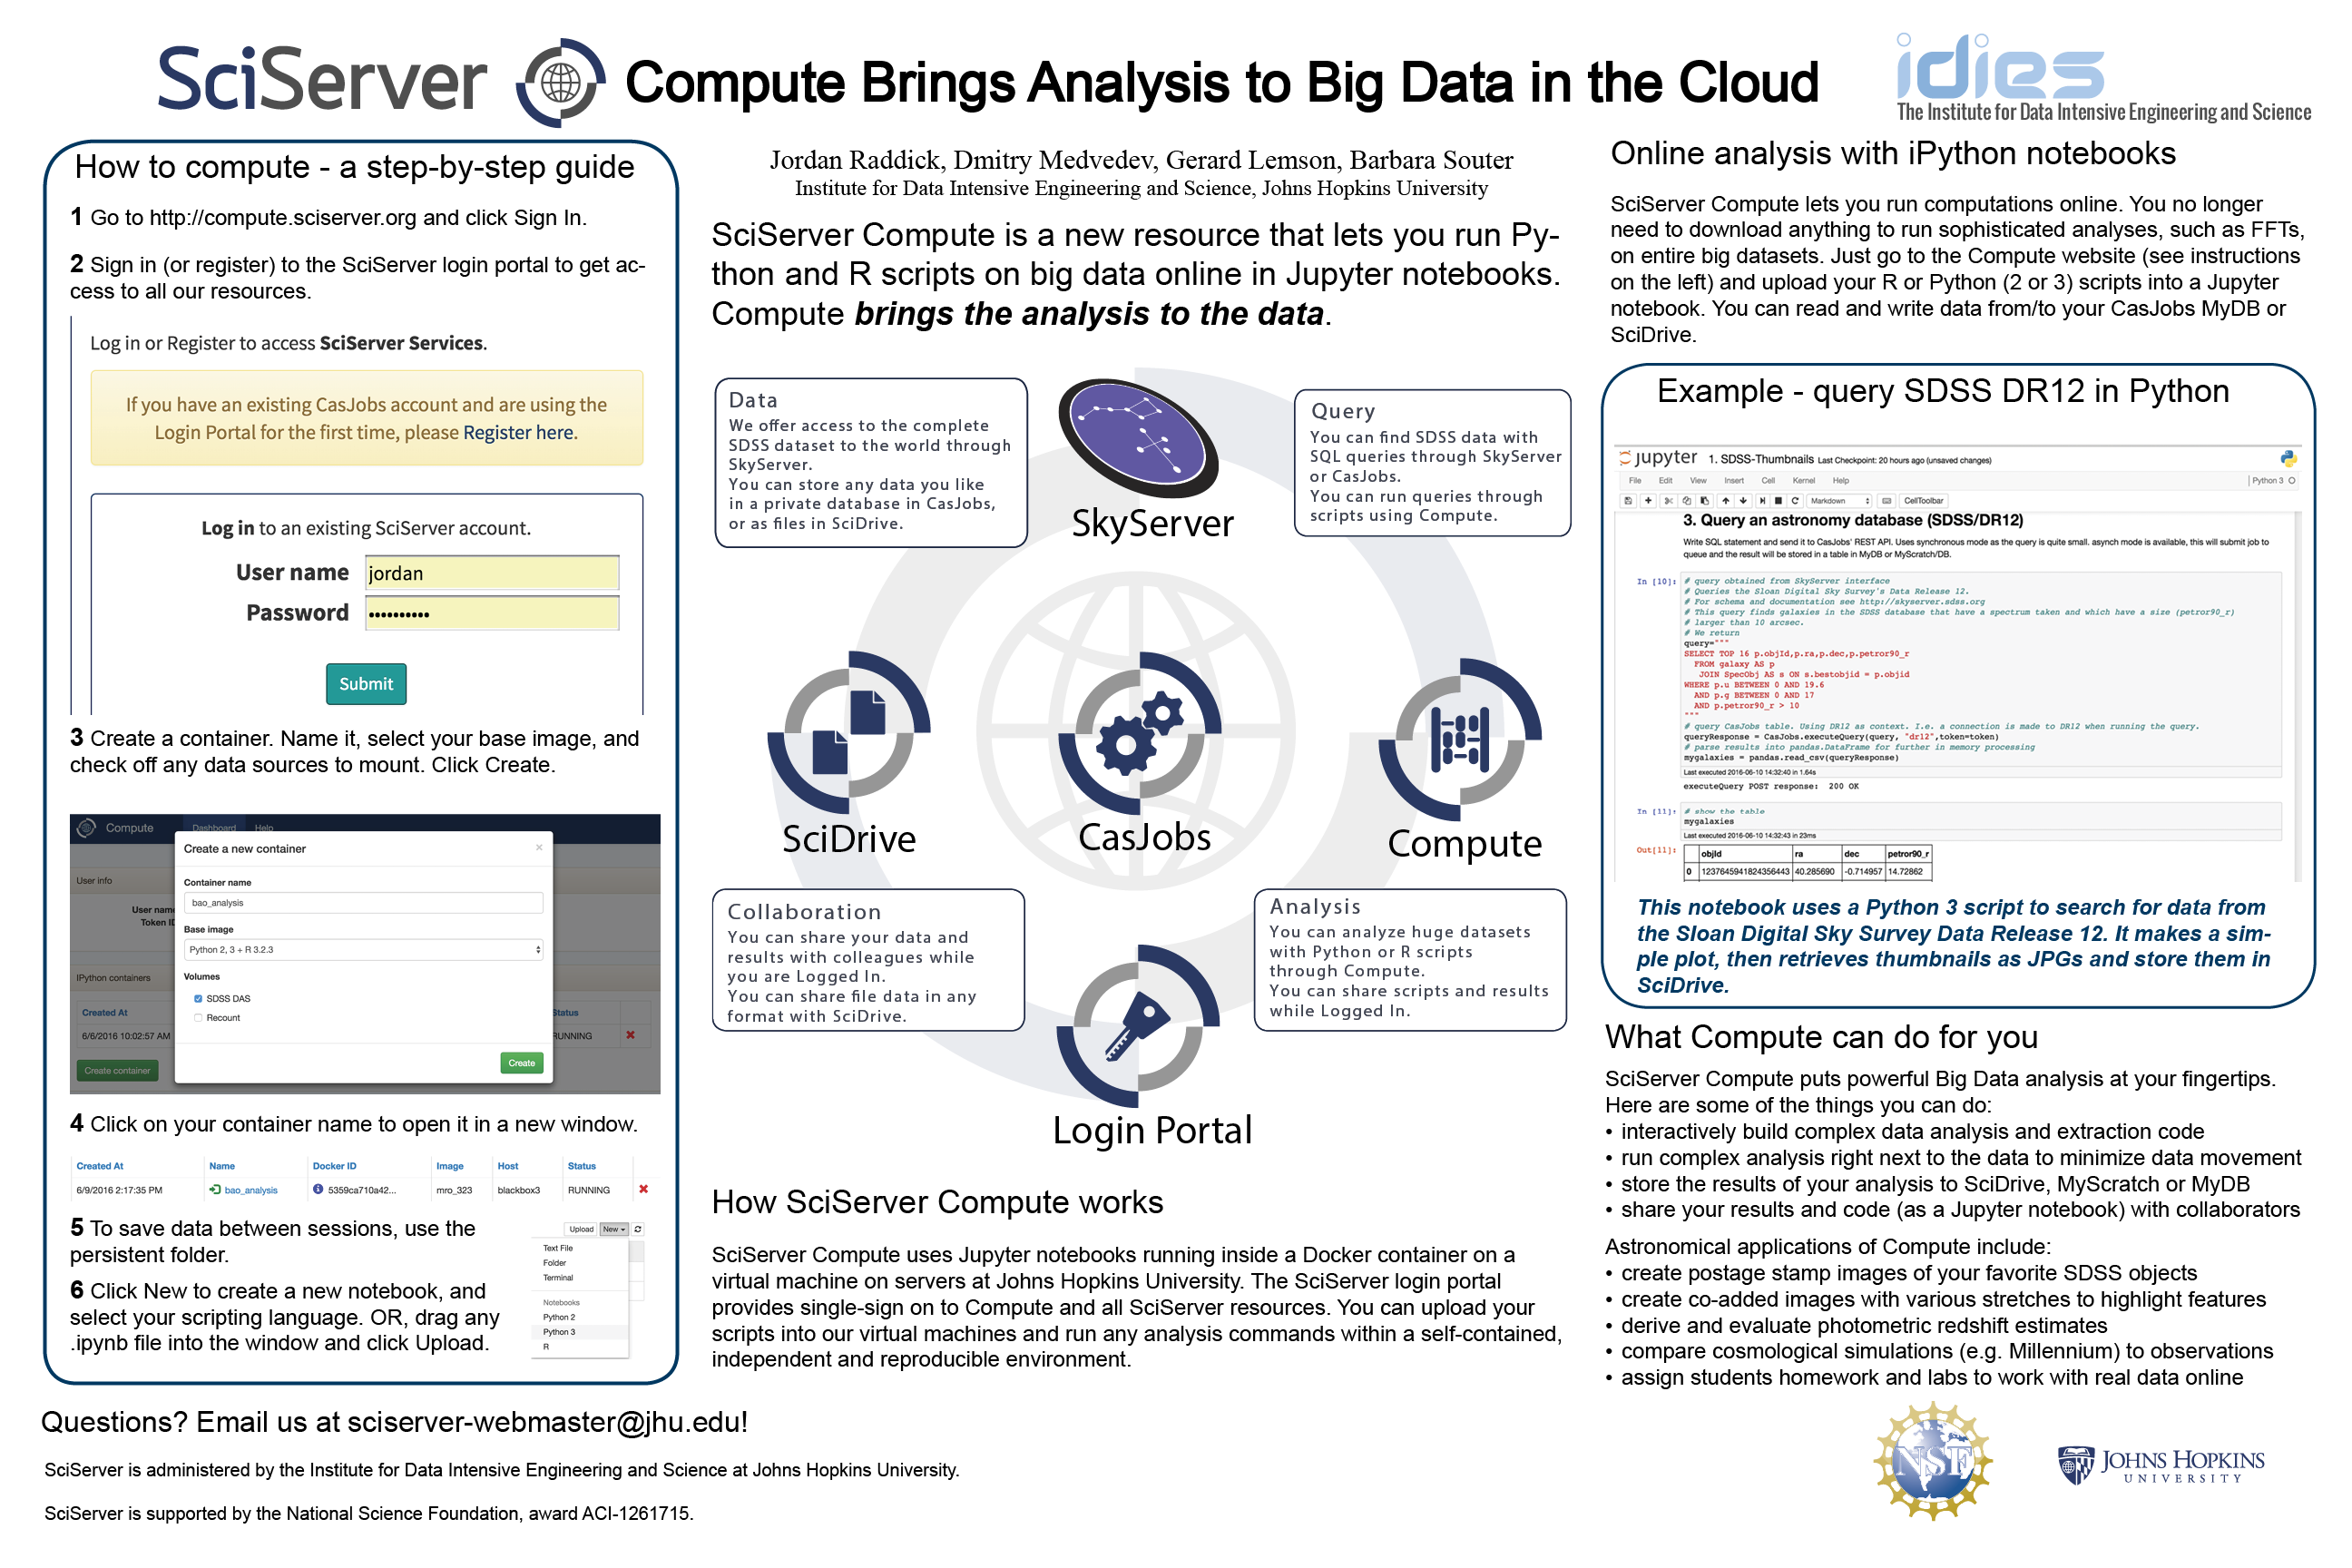 SciServer Compute Brings Analysis to Big Data in the Cloud
idies
The Institute for Data Intensive Engineering and Science
How to compute - a step-by-step guide
1 Go to http://compute.sciserver.org and click Sign In.
2 Sign in (or register) to the SciServer login portal to get ac-
cess to all our resources.
Log in or Register to access SciServer Services.
If you have an existing CasJobs account and are using the
Login Portal for the first time, please Register here.
Log in to an existing SciServer account.
User name jordan
Password ••••••••••
Submit
3 Create a container. Name it, select your base image, and
check off any data sources to mount. Click Create.
Compute Dashboard Help
Create a new container ×
Container name
User info
bao_analysis
User name
Token ID
Base image
Python 2, 3 + R 3.2.3
IPython containers
Volumes
SDSS DAS
Recount
Created At Status
6/6/2016 10:02:57 AM RUNNING
Create container
Create
4 Click on your container name to open it in a new window.
Created At Name Docker ID Image Host Status
6/9/2016 2:17:35 PM bao_analysis 5359ca710a42... mro_323 blackbox3 RUNNING
5 To save data between sessions, use the
persistent folder.
6 Click New to create a new notebook, and
select your scripting language. OR, drag any
.ipynb file into the window and click Upload.
Upload New
Text File
Folder
Terminal
Notebooks
Python 2
Python 3
R
Questions? Email us at sciserver-webmaster@jhu.edu!
SciServer is administered by the Institute for Data Intensive Engineering and Science at Johns Hopkins University.
SciServer is supported by the National Science Foundation, award ACI-1261715.
Jordan Raddick, Dmitry Medvedev, Gerard Lemson, Barbara Souter
Institute for Data Intensive Engineering and Science, Johns Hopkins University
SciServer Compute is a new resource that lets you run Py-
thon and R scripts on big data online in Jupyter notebooks.
Compute brings the analysis to the data.
Data
We offer access to the complete
SDSS dataset to the world through
SkyServer.
You can store any data you like
in a private database in CasJobs,
or as files in SciDrive.
SkyServer
Query
You can find SDSS data with
SQL queries through SkyServer
or CasJobs.
You can run queries through
scripts using Compute.
SciDrive
CasJobs
Compute
Collaboration
You can share your data and
results with colleagues while
you are Logged In.
You can share file data in any
format with SciDrive.
Analysis
You can analyze huge datasets
with Python or R scripts
through Compute.
You can share scripts and results
while Logged In.
Login Portal
How SciServer Compute works
SciServer Compute uses Jupyter notebooks running inside a Docker container on a
virtual machine on servers at Johns Hopkins University. The SciServer login portal
provides single-sign on to Compute and all SciServer resources. You can upload your
scripts into our virtual machines and run any analysis commands within a self-contained,
independent and reproducible environment.
Online analysis with iPython notebooks
SciServer Compute lets you run computations online. You no longer
need to download anything to run sophisticated analyses, such as FFTs,
on entire big datasets. Just go to the Compute website (see instructions
on the left) and upload your R or Python (2 or 3) scripts into a Jupyter
notebook. You can read and write data from/to your CasJobs MyDB or
SciDrive.
Example - query SDSS DR12 in Python
jupyter 1. SDSS-Thumbnails Last Checkpoint: 20 hours ago (unsaved changes)
File Edit View Insert Cell Kernel Help Python 3
Markdown CellToolbar
3. Query an astronomy database (SDSS/DR12)
Write SQL statement and send it to CasJobs' REST API. Uses synchronous mode as the query is quite small. asynch mode is available, this will submit job to
queue and the result will be stored in a table in MyDB or MyScratch/DB.
In [10]: # query obtained from SkyServer interface
# Queries the Sloan Digital Sky Survey's Data Release 12.
# For schema and documentation see http://skyserver.sdss.org
# This query finds galaxies in the SDSS database that have a spectrum taken and which have a size (petror90_r)
# larger than 10 arcsec.
# We return
query="""
SELECT TOP 16 p.objId,p.ra,p.dec,p.petror90_r
FROM galaxy AS p
JOIN SpecObj AS s ON s.bestobjid = p.objid
WHERE p.u BETWEEN 0 AND 19.6
AND p.g BETWEEN 0 AND 17
AND p.petror90_r > 10
"""
# query CasJobs table. Using DR12 as context. I.e. a connection is made to DR12 when running the query.
queryResponse = CasJobs.executeQuery(query, "dr12",token=token)
# parse results into pandas.DataFrame for further in memory processing
mygalaxies = pandas.read_csv(queryResponse)
Last executed 2016-06-10 14:32:40 in 1.64s
executeQuery POST response: 200 OK
In [11]: # show the table
mygalaxies
Last executed 2016-06-10 14:32:43 in 23ms
Out[11]: objId ra dec petror90_r
0 1237645941824356443 40.285690 -0.714957 14.72862
This notebook uses a Python 3 script to search for data from
the Sloan Digital Sky Survey Data Release 12. It makes a sim-
ple plot, then retrieves thumbnails as JPGs and store them in
SciDrive.
What Compute can do for you
SciServer Compute puts powerful Big Data analysis at your fingertips.
Here are some of the things you can do:
• interactively build complex data analysis and extraction code
• run complex analysis right next to the data to minimize data movement
• store the results of your analysis to SciDrive, MyScratch or MyDB
• share your results and code (as a Jupyter notebook) with collaborators
Astronomical applications of Compute include:
• create postage stamp images of your favorite SDSS objects
• create co-added images with various stretches to highlight features
• derive and evaluate photometric redshift estimates
• compare cosmological simulations (e.g. Millennium) to observations
• assign students homework and labs to work with real data online
NSF
JOHNS HOPKINS
UNIVERSITY